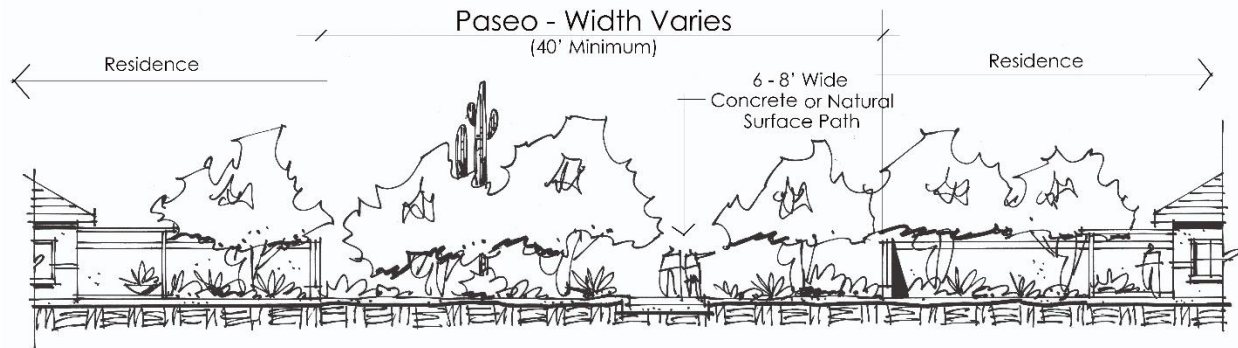 Paseo - Width Varies
(40' Minimum)
Residence
Residence
6 - 8' Wide
Concrete or Natural
Surface Path